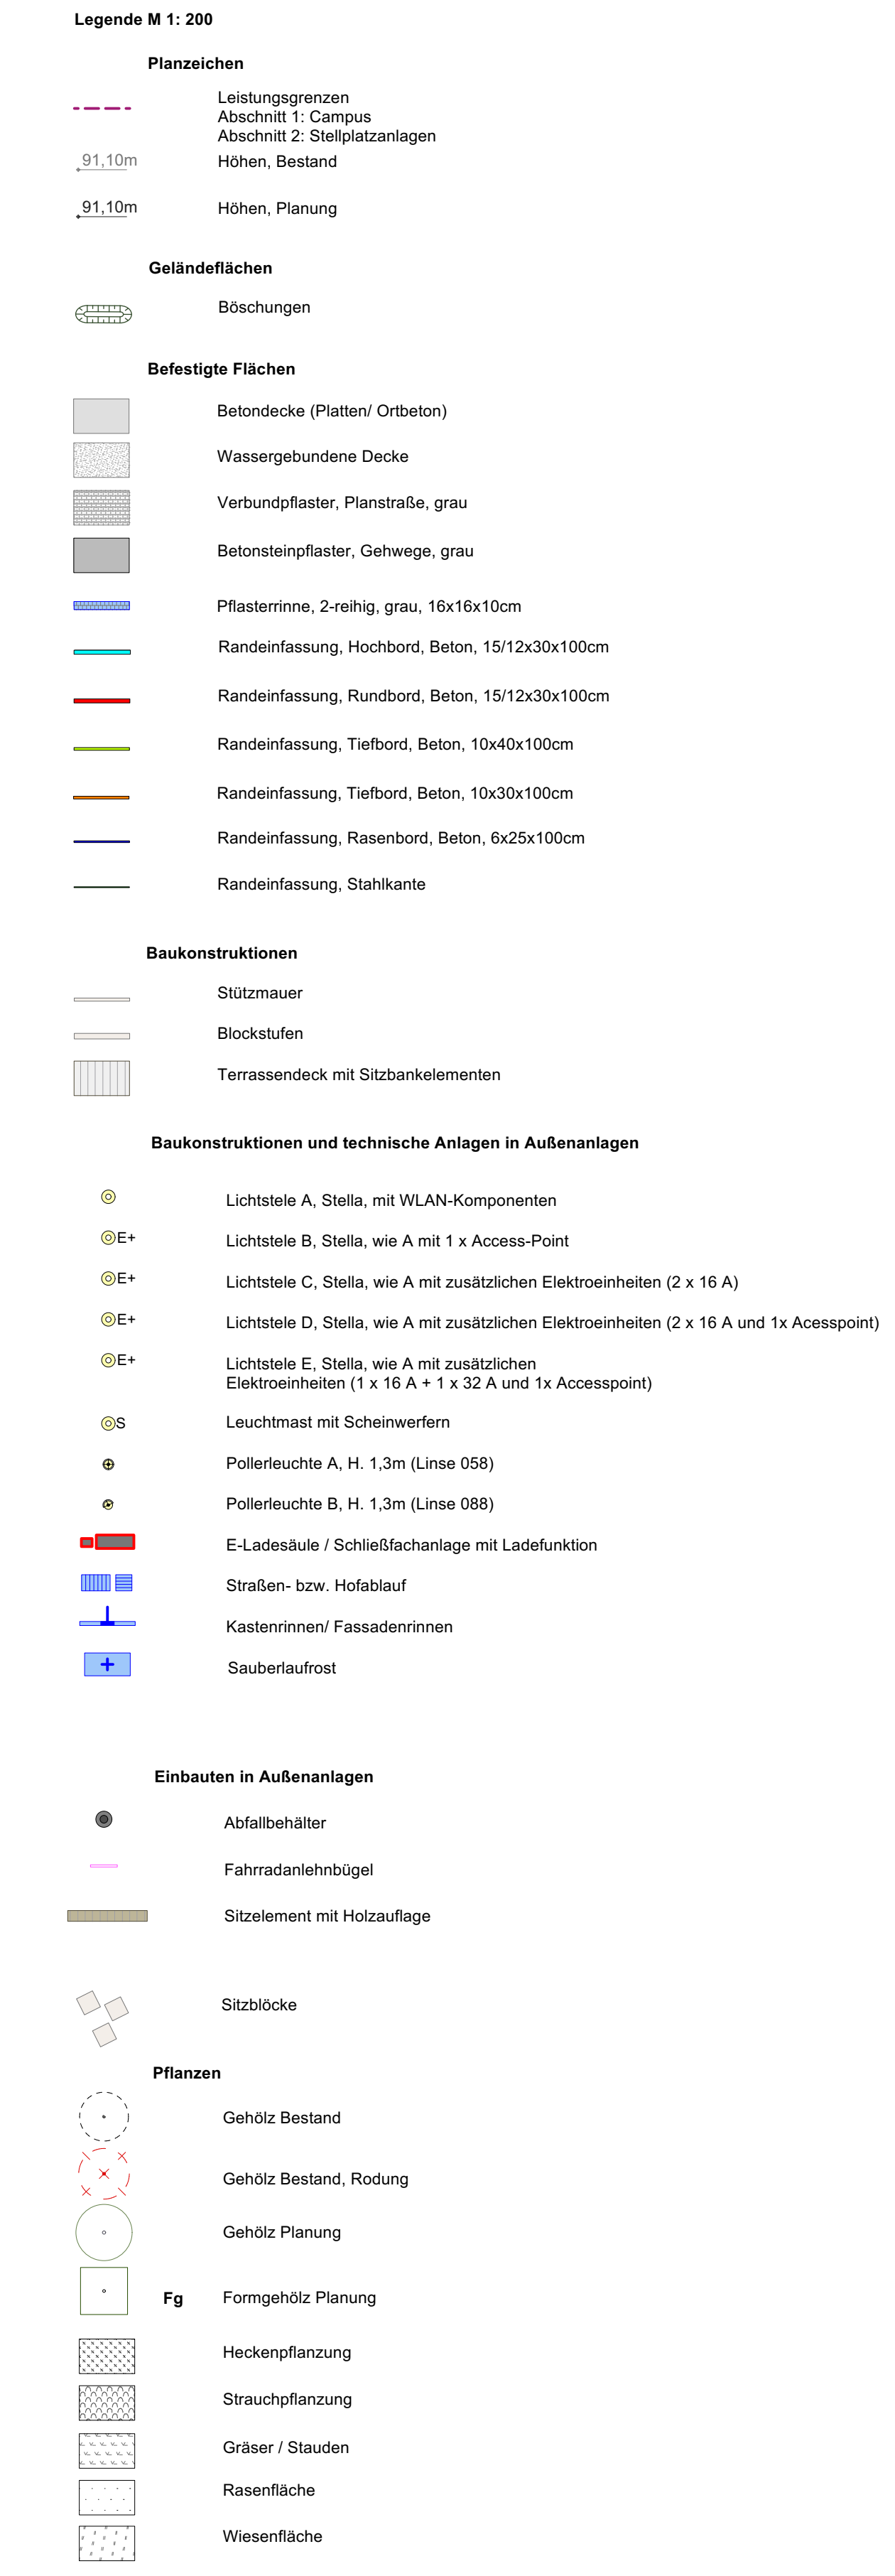 Legende M 1: 200
Planzeichen
Leistungsgrenzen
Abschnitt 1: Campus
Abschnitt 2: Stellplatzanlagen
91,10m Höhen, Bestand
91,10m Höhen, Planung
Geländeflächen
Böschungen
Befestigte Flächen
Betondecke (Platten/ Ortbeton)
Wassergebundene Decke
Verbundpflaster, Planstraße, grau
Betonsteinpflaster, Gehwege, grau
Pflasterrinne, 2-reihig, grau, 16x16x10cm
Randeinfassung, Hochbord, Beton, 15/12x30x100cm
Randeinfassung, Rundbord, Beton, 15/12x30x100cm
Randeinfassung, Tiefbord, Beton, 10x40x100cm
Randeinfassung, Tiefbord, Beton, 10x30x100cm
Randeinfassung, Rasenbord, Beton, 6x25x100cm
Randeinfassung, Stahlkante
Baukonstruktionen
Stützmauer
Blockstufen
Terrassendeck mit Sitzbankelementen
Baukonstruktionen und technische Anlagen in Außenanlagen
Lichtstele A, Stella, mit WLAN-Komponenten
E+ Lichtstele B, Stella, wie A mit 1 x Access-Point
E+ Lichtstele C, Stella, wie A mit zusätzlichen Elektroeinheiten (2 x 16 A)
E+ Lichtstele D, Stella, wie A mit zusätzlichen Elektroeinheiten (2 x 16 A und 1x Acesspoint)
E+ Lichtstele E, Stella, wie A mit zusätzlichen
Elektroeinheiten (1 x 16 A + 1 x 32 A und 1x Accesspoint)
S Leuchtmast mit Scheinwerfern
Pollerleuchte A, H. 1,3m (Linse 058)
Pollerleuchte B, H. 1,3m (Linse 088)
E-Ladesäule / Schließfachanlage mit Ladefunktion
Straßen- bzw. Hofablauf
Kastenrinnen/ Fassadenrinnen
Sauberlaufrost
Einbauten in Außenanlagen
Abfallbehälter
Fahrradanlehnbügel
Sitzelement mit Holzauflage
Sitzblöcke
Pflanzen
Gehölz Bestand
Gehölz Bestand, Rodung
Gehölz Planung
Fg Formgehölz Planung
Heckenpflanzung
Strauchpflanzung
Gräser / Stauden
Rasenfläche
Wiesenfläche